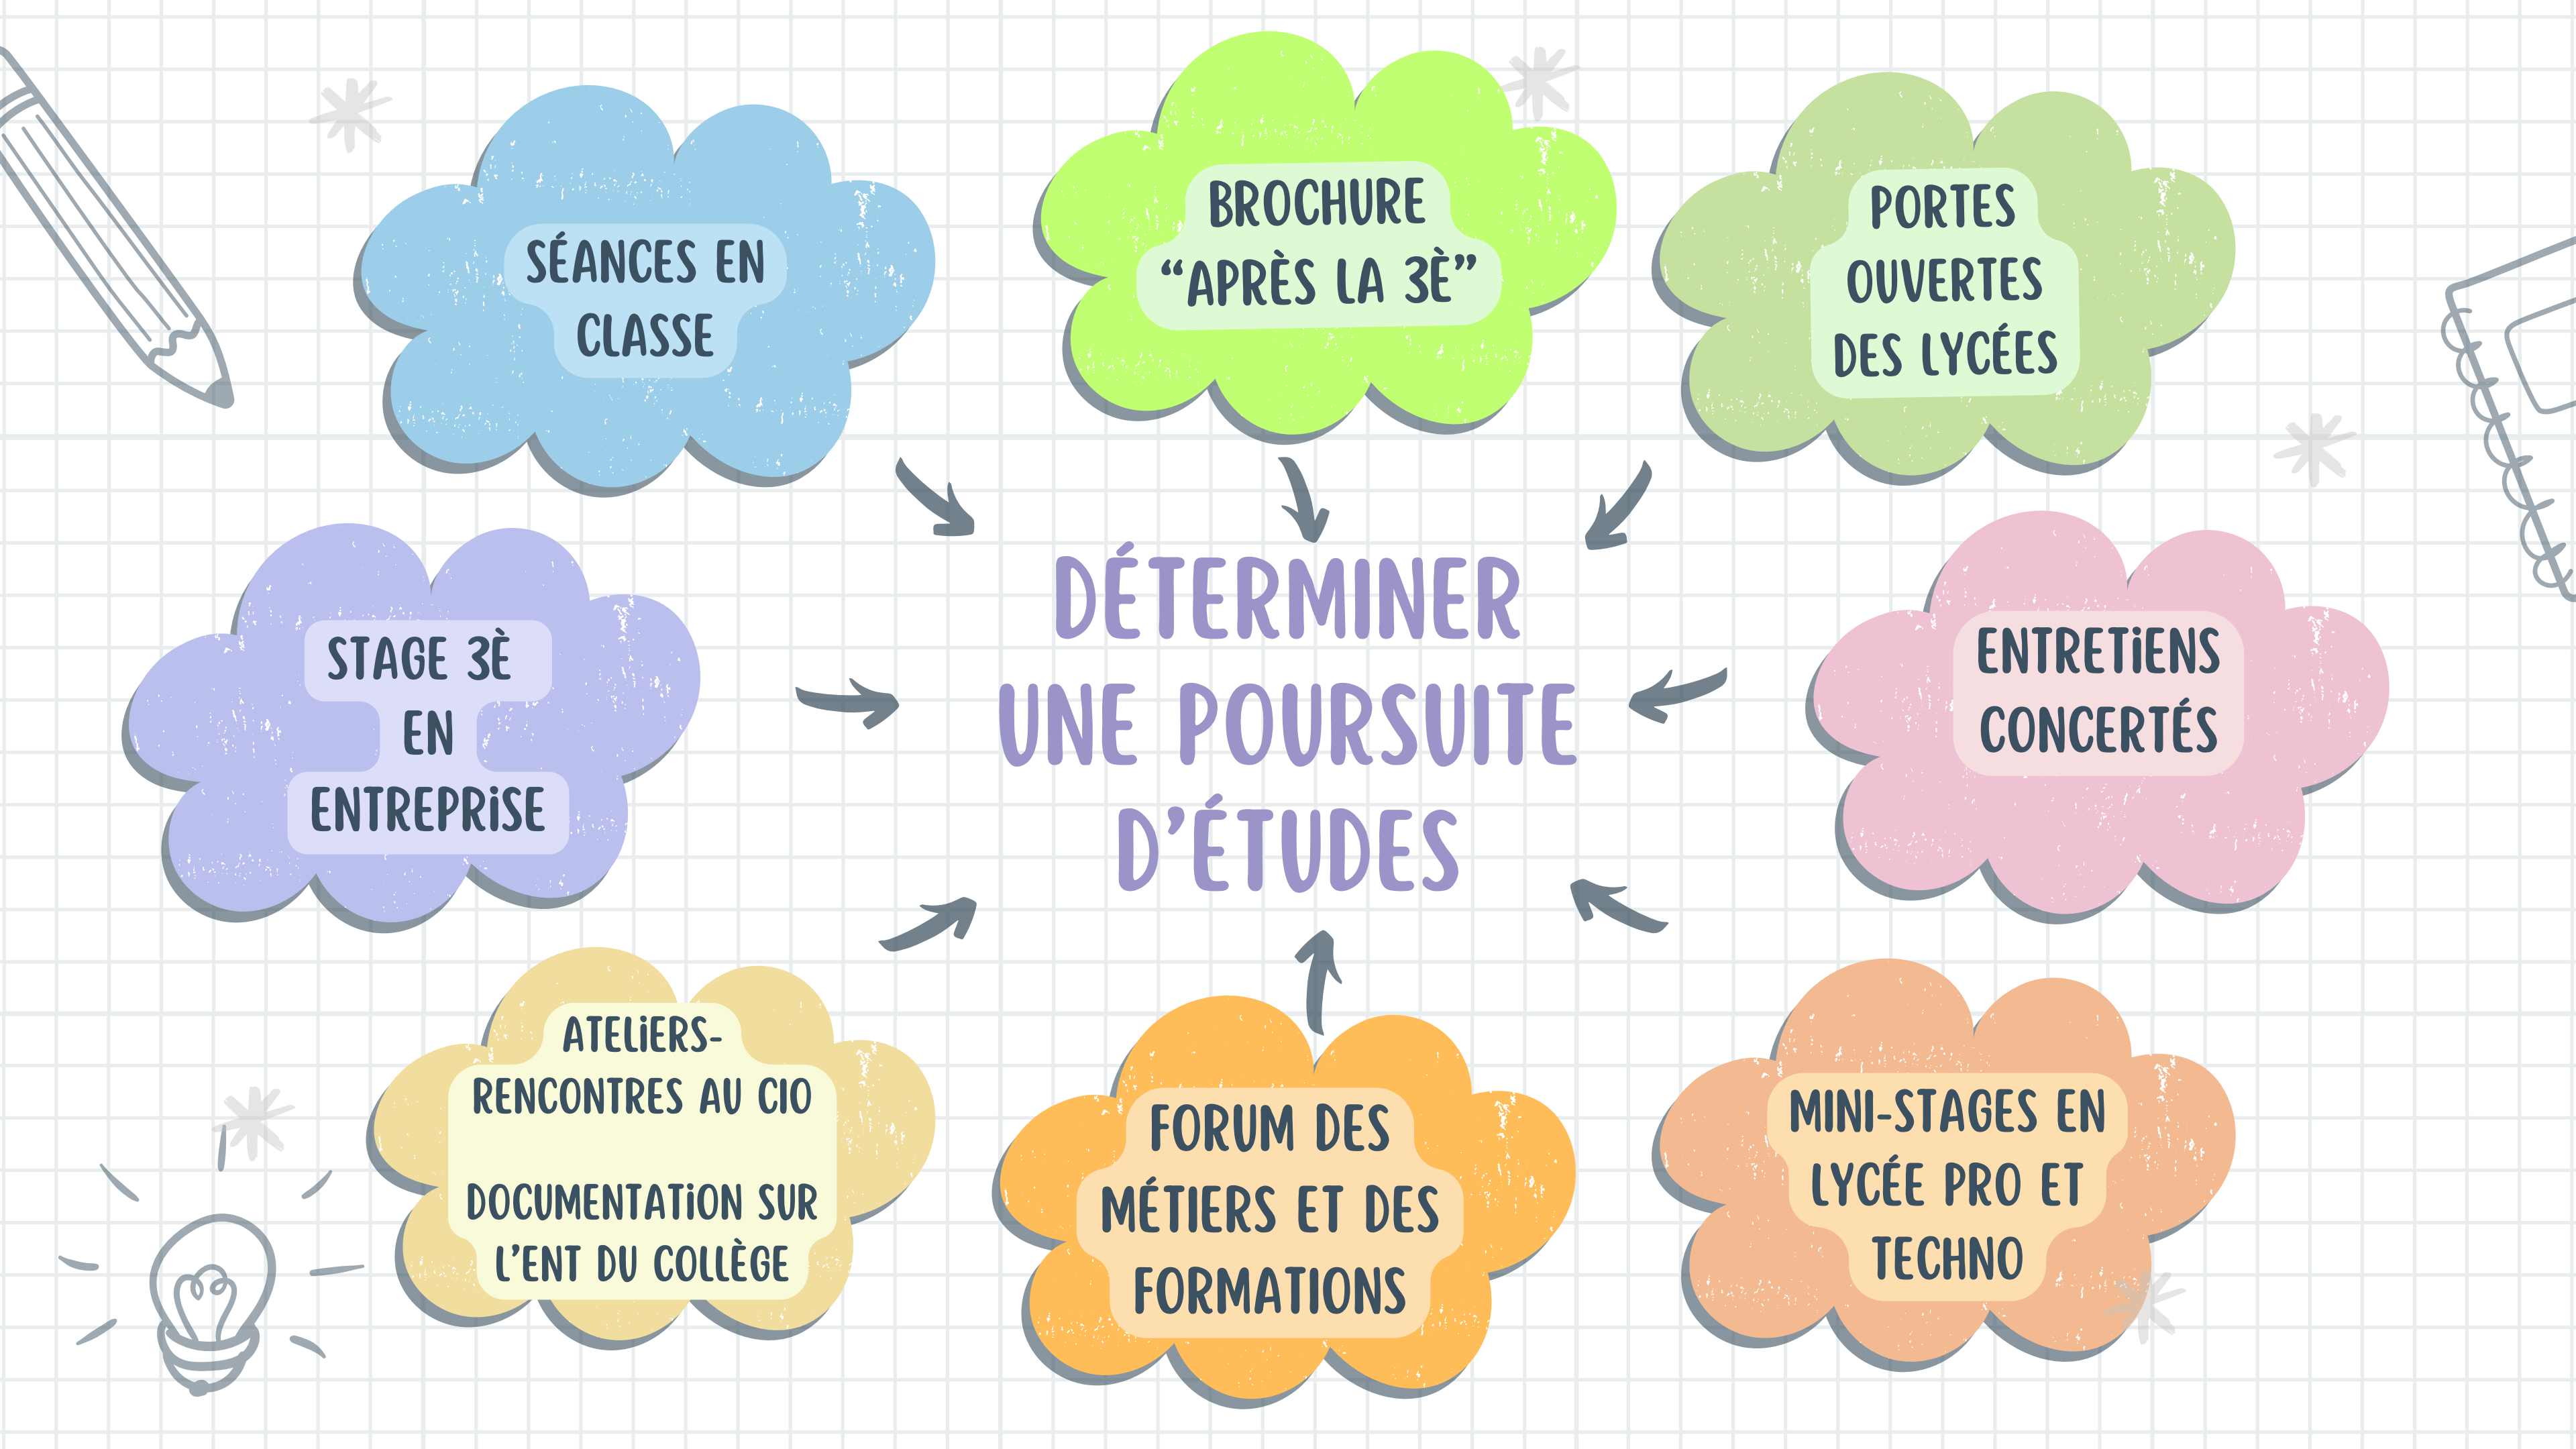 SÉANCES EN
CLASSE
BROCHURE
“APRÈS LA 3È”
PORTES
OUVERTES
DES LYCÉES
STAGE 3È
EN
ENTREPRiSE
DÉTERMINER
UNE POURSUITE
D’ÉTUDES
ENTRETiENS
CONCERTÉS
ATELiERS-
RENCONTRES AU CIO
DOCUMENTATiON SUR
L’ENT DU COLLÈGE
FORUM DES
MÉTIERS ET DES
FORMATIONS
MINI-STAGES EN
LYCÉE PRO ET
TECHNO